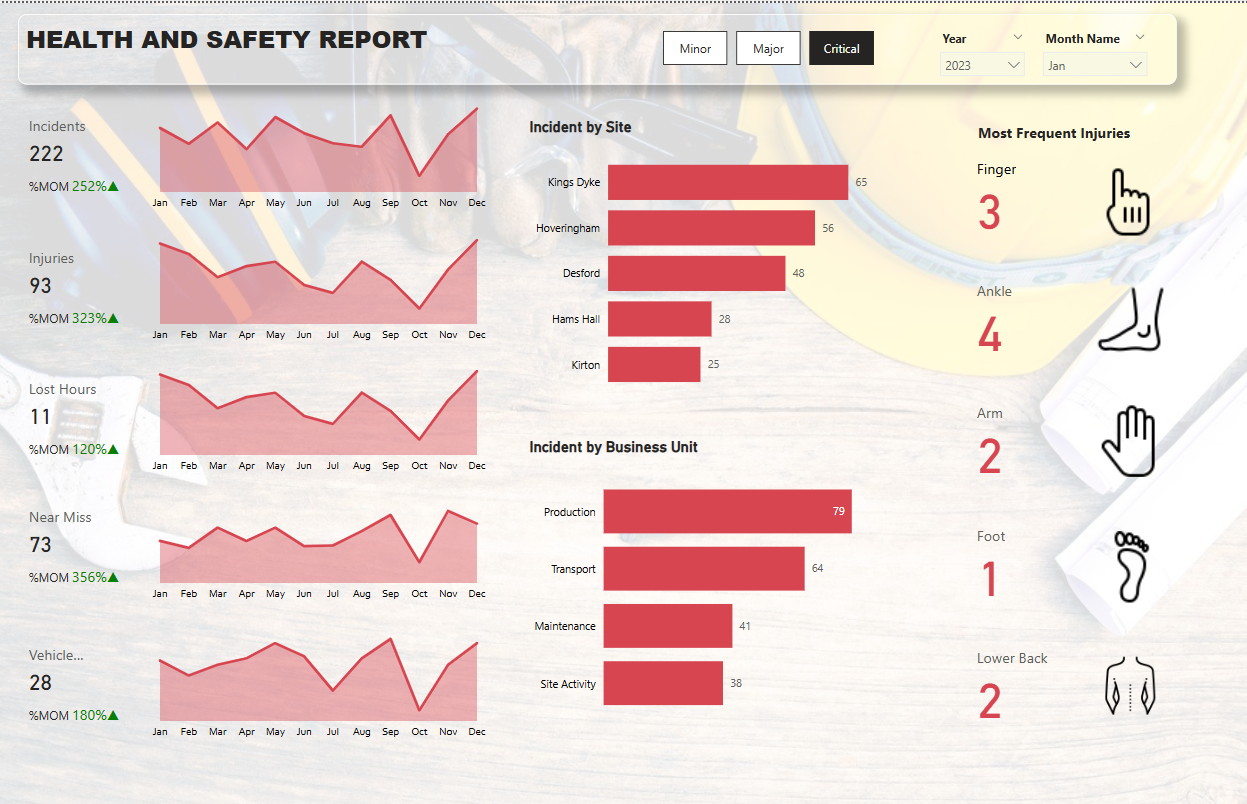 HEALTH AND SAFETY REPORT
Minor
Major
Critical
Year
2023
Month Name
Jan
Incidents
222
%MOM 252%▲
Jan Feb Mar Apr May Jun Jul Aug Sep Oct Nov Dec
Injuries
93
%MOM 323%▲
Jan Feb Mar Apr May Jun Jul Aug Sep Oct Nov Dec
Lost Hours
11
%MOM 120%▲
Jan Feb Mar Apr May Jun Jul Aug Sep Oct Nov Dec
Near Miss
73
%MOM 356%▲
Jan Feb Mar Apr May Jun Jul Aug Sep Oct Nov Dec
Vehicle...
28
%MOM 180%▲
Jan Feb Mar Apr May Jun Jul Aug Sep Oct Nov Dec
Incident by Site
Kings Dyke 65
Hoveringham 56
Desford 48
Hams Hall 28
Kirton 25
Incident by Business Unit
Production 79
Transport 64
Maintenance 41
Site Activity 38
Most Frequent Injuries
Finger
3
Ankle
4
Arm
2
Foot
1
Lower Back
2